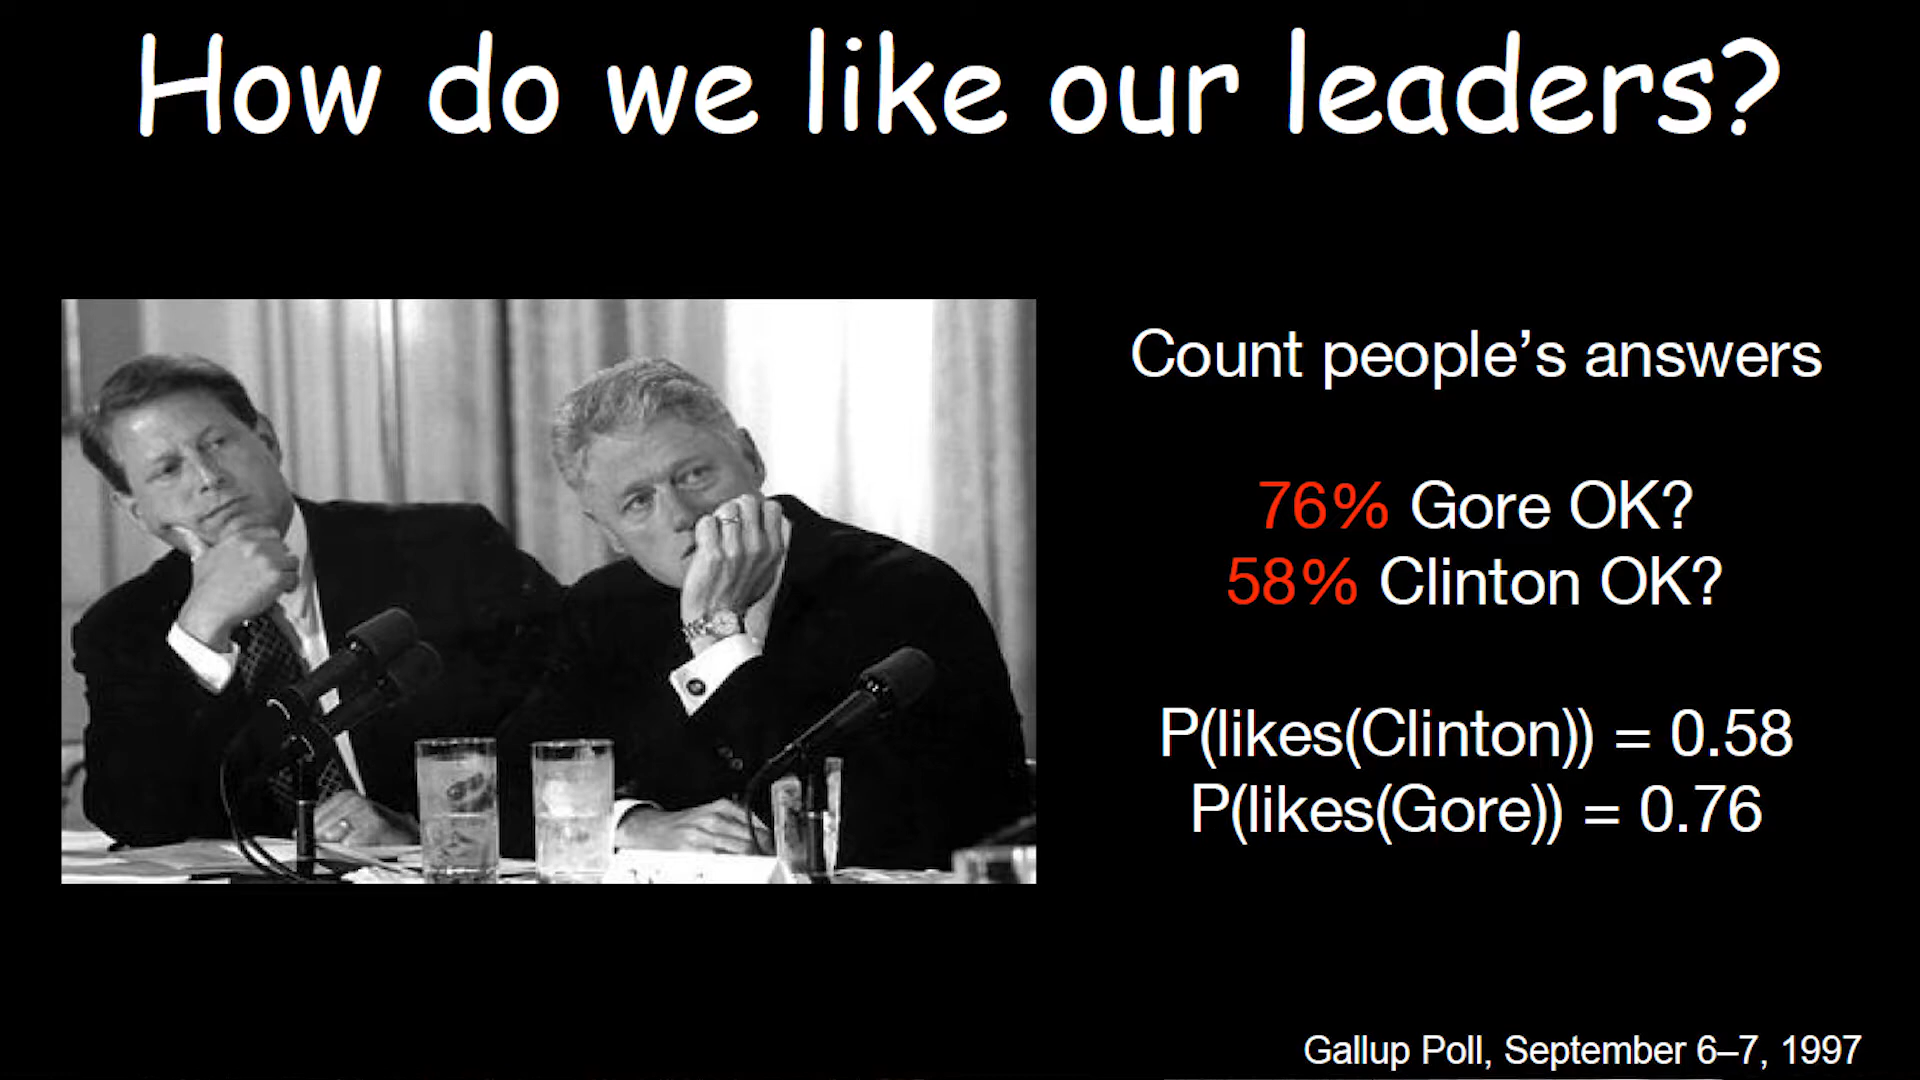 How do we like our leaders?
Count people’s answers
76% Gore OK?
58% Clinton OK?
P(likes(Clinton)) = 0.58
P(likes(Gore)) = 0.76
Gallup Poll, September 6–7, 1997